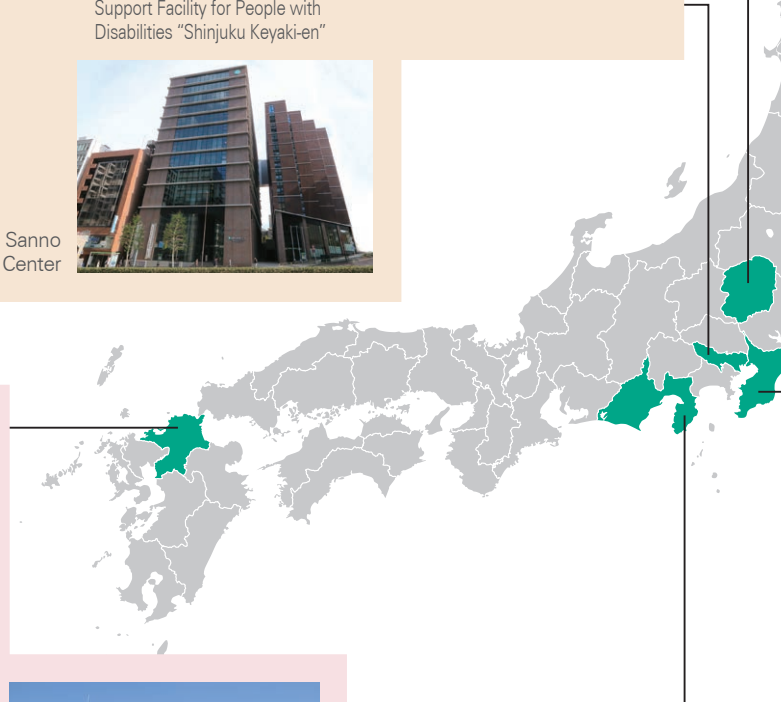 Support Facility for People with
Disabilities “Shinjuku Keyaki-en”
Sanno
Center